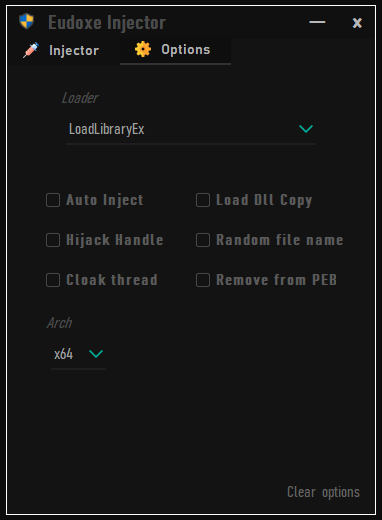 Eudoxe Injector
Injector
Options
Loader
LoadLibraryEx
Auto Inject
Load Dll Copy
Hijack Handle
Random file name
Cloak thread
Remove from PEB
Arch
x64
Clear options